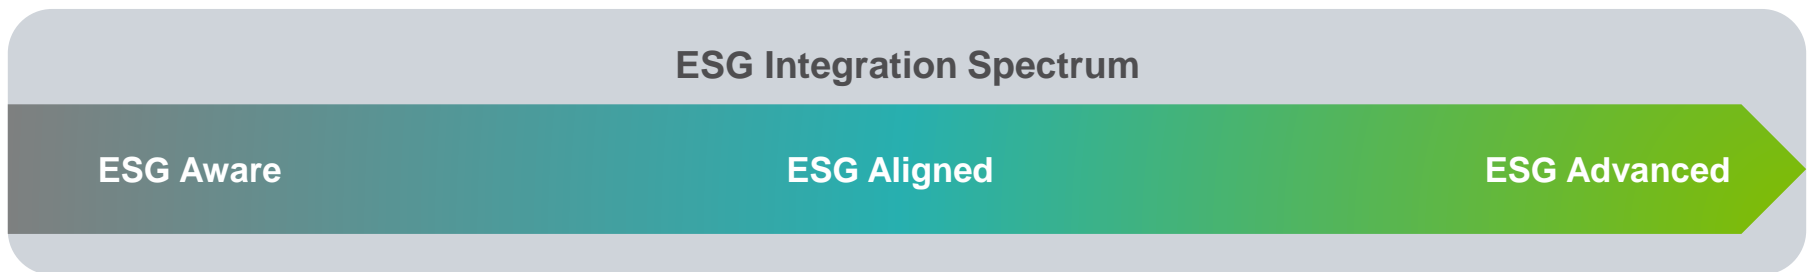 ESG Integration Spectrum
ESG Aware ESG Aligned ESG Advanced